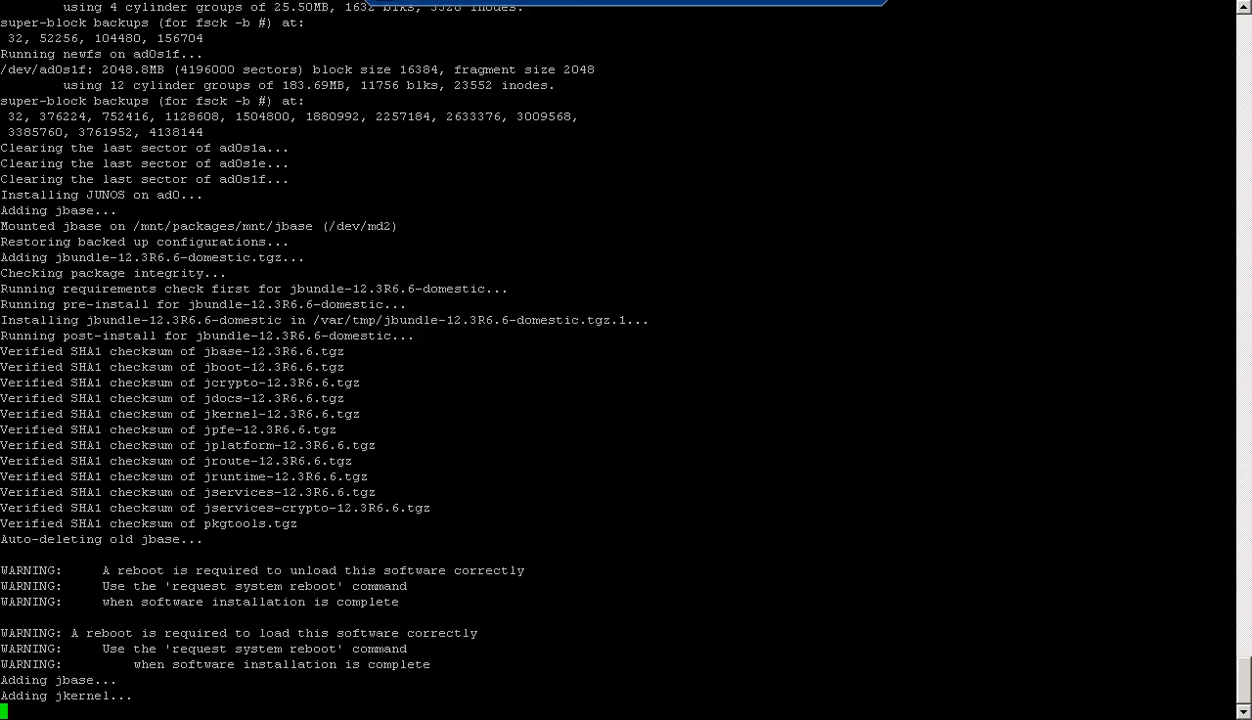 using 4 cylinder groups of 25.50MB, 1632 blks, 3328 inodes.
super-block backups (for fsck -b #) at:
32, 52256, 104480, 156704
Running newfs on ad0s1f...
/dev/ad0s1f: 2048.8MB (4196000 sectors) block size 16384, fragment size 2048
using 12 cylinder groups of 183.69MB, 11756 blks, 23552 inodes.
super-block backups (for fsck -b #) at:
32, 376224, 752416, 1128608, 1504800, 1880992, 2257184, 2633376, 3009568,
3385760, 3761952, 4138144
Clearing the last sector of ad0s1a...
Clearing the last sector of ad0s1e...
Clearing the last sector of ad0s1f...
Installing JUNOS on ad0...
Adding jbase...
Mounted jbase on /mnt/packages/mnt/jbase (/dev/md2)
Restoring backed up configurations...
Adding jbundle-12.3R6.6-domestic.tgz...
Checking package integrity...
Running requirements check first for jbundle-12.3R6.6-domestic...
Running pre-install for jbundle-12.3R6.6-domestic...
Installing jbundle-12.3R6.6-domestic in /var/tmp/jbundle-12.3R6.6-domestic.tgz.1...
Running post-install for jbundle-12.3R6.6-domestic...
Verified SHA1 checksum of jbase-12.3R6.6.tgz
Verified SHA1 checksum of jboot-12.3R6.6.tgz
Verified SHA1 checksum of jcrypto-12.3R6.6.tgz
Verified SHA1 checksum of jdocs-12.3R6.6.tgz
Verified SHA1 checksum of jkernel-12.3R6.6.tgz
Verified SHA1 checksum of jpfe-12.3R6.6.tgz
Verified SHA1 checksum of jplatform-12.3R6.6.tgz
Verified SHA1 checksum of jroute-12.3R6.6.tgz
Verified SHA1 checksum of jruntime-12.3R6.6.tgz
Verified SHA1 checksum of jservices-12.3R6.6.tgz
Verified SHA1 checksum of jservices-crypto-12.3R6.6.tgz
Verified SHA1 checksum of pkgtools.tgz
Auto-deleting old jbase...
WARNING: A reboot is required to unload this software correctly
WARNING: Use the 'request system reboot' command
WARNING: when software installation is complete
WARNING: A reboot is required to load this software correctly
WARNING: Use the 'request system reboot' command
WARNING: when software installation is complete
Adding jbase...
Adding jkernel...